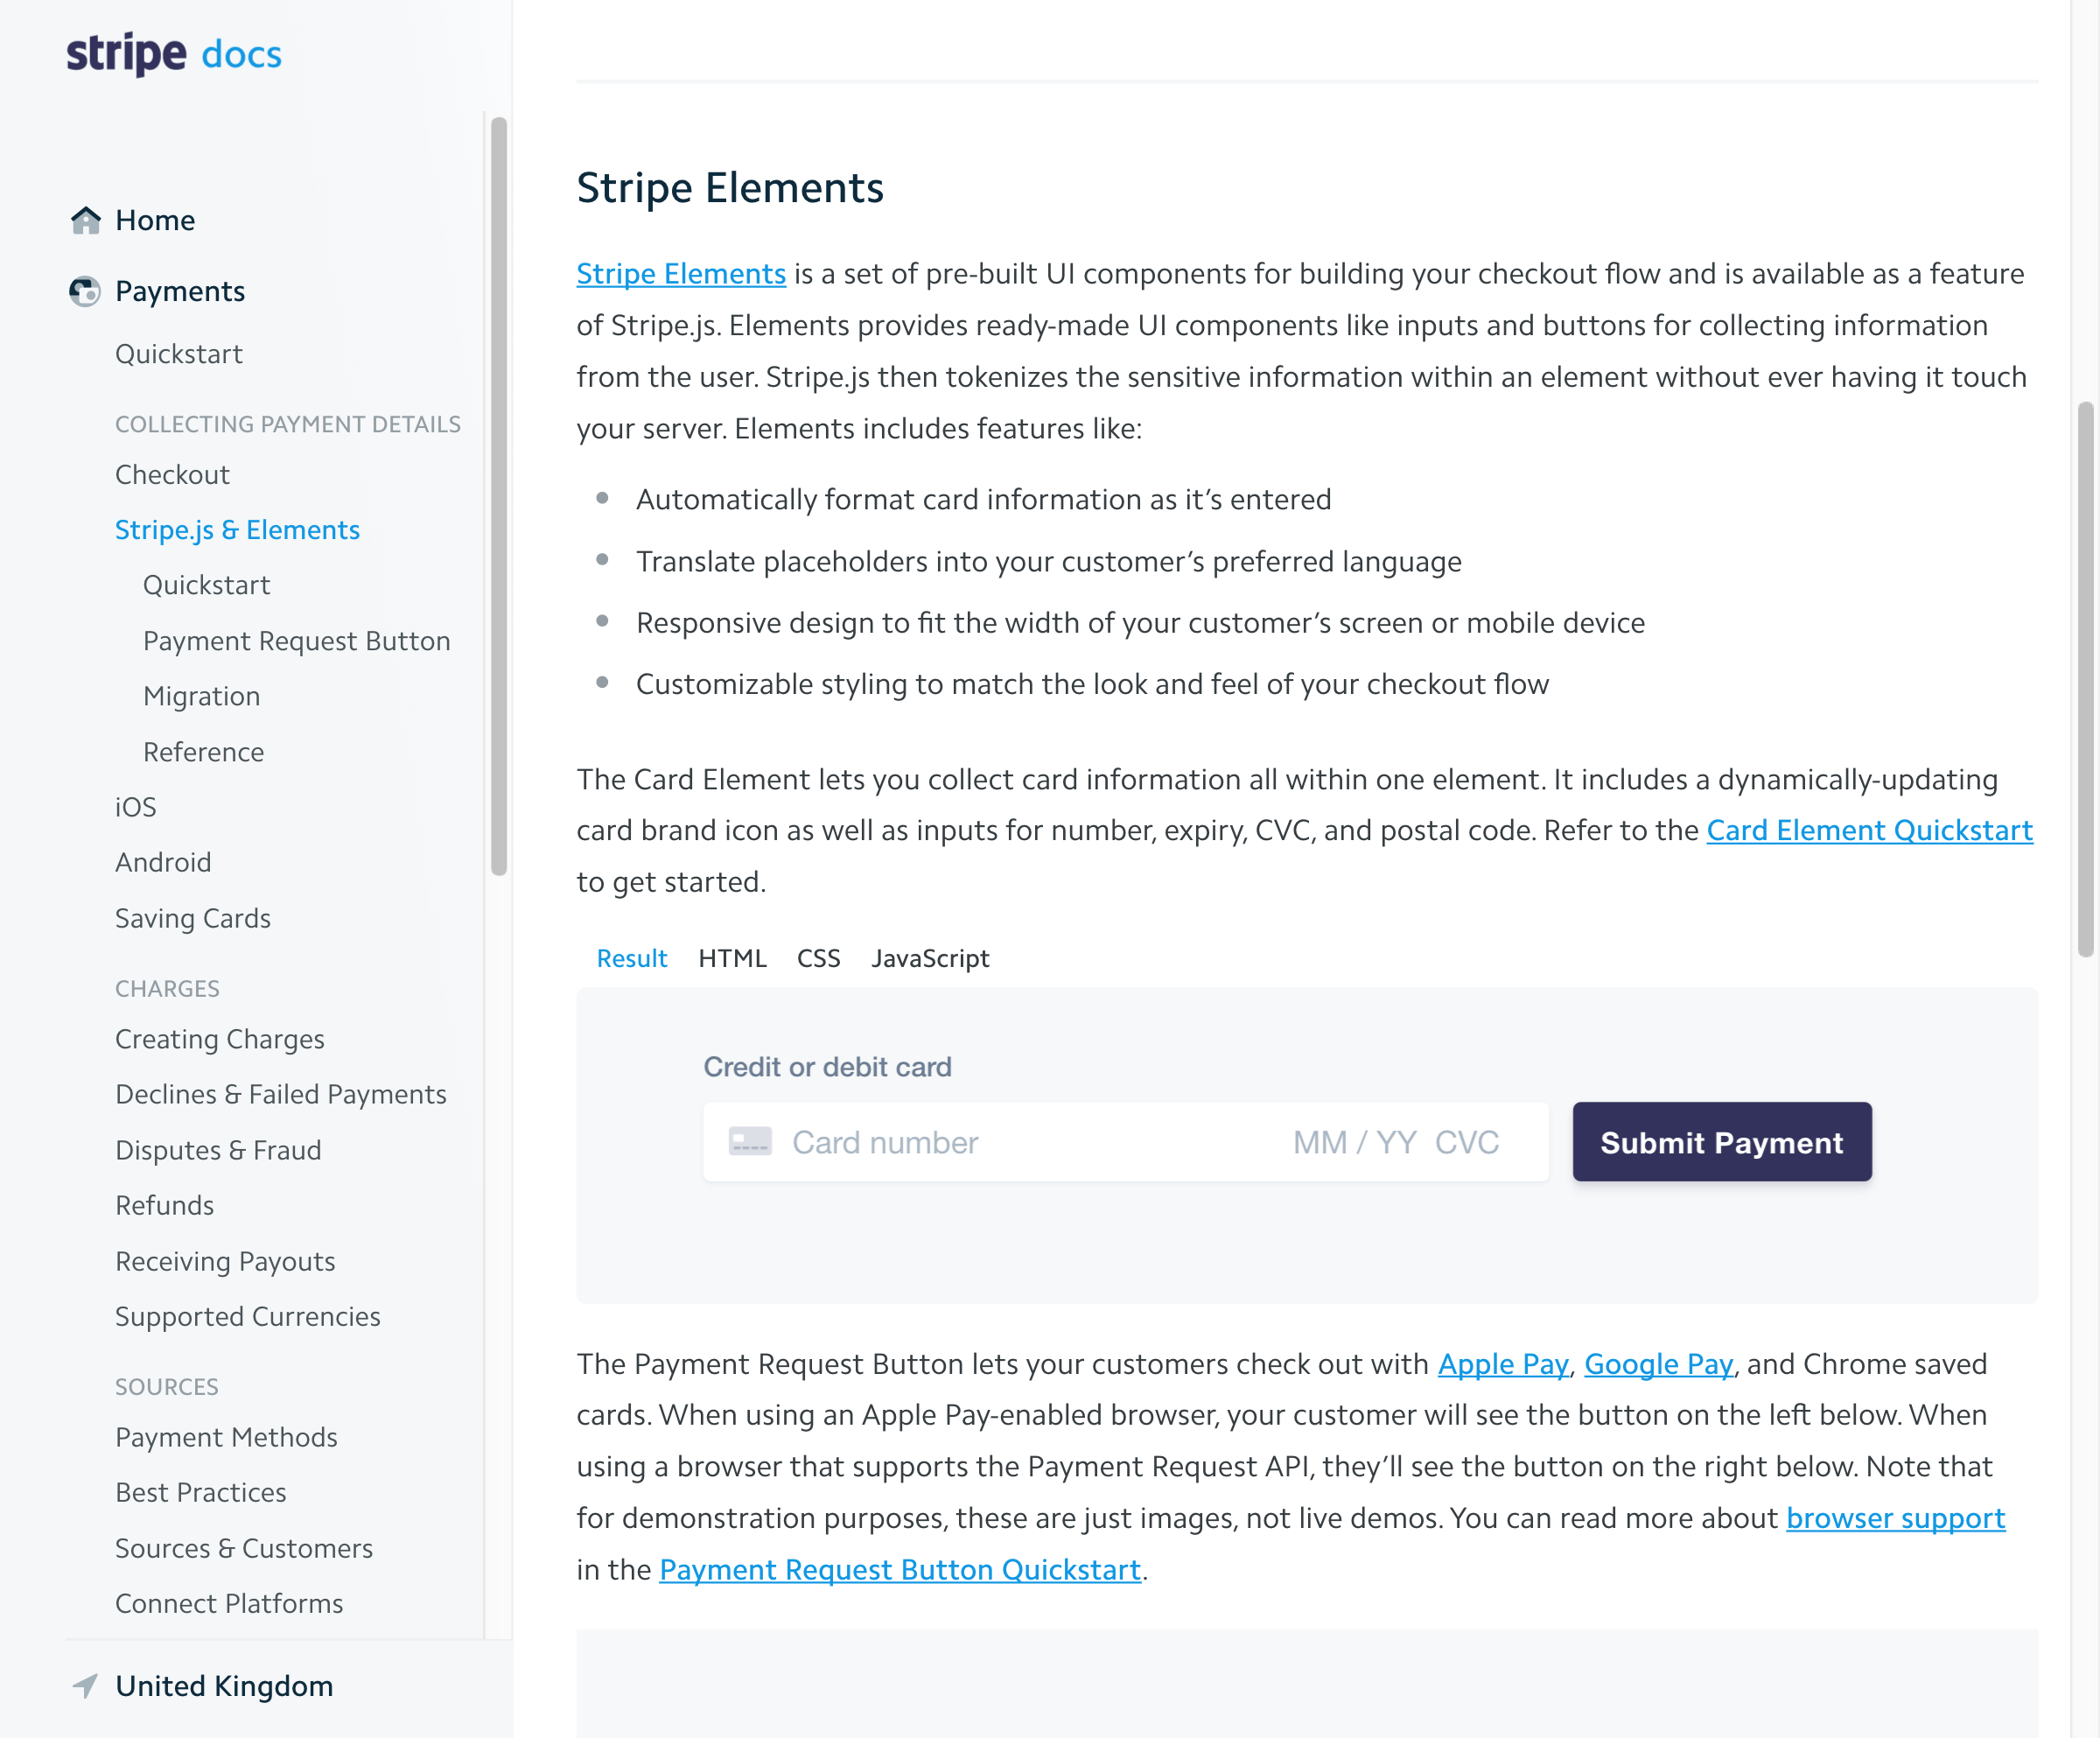 stripe docs
Home
Payments
Quickstart
COLLECTING PAYMENT DETAILS
Checkout
Stripe.js & Elements
Quickstart
Payment Request Button
Migration
Reference
iOS
Android
Saving Cards
CHARGES
Creating Charges
Declines & Failed Payments
Disputes & Fraud
Refunds
Receiving Payouts
Supported Currencies
SOURCES
Payment Methods
Best Practices
Sources & Customers
Connect Platforms
United Kingdom
Stripe Elements
Stripe Elements is a set of pre-built UI components for building your checkout flow and is available as a feature
of Stripe.js. Elements provides ready-made UI components like inputs and buttons for collecting information
from the user. Stripe.js then tokenizes the sensitive information within an element without ever having it touch
your server. Elements includes features like:
• Automatically format card information as it’s entered
• Translate placeholders into your customer’s preferred language
• Responsive design to fit the width of your customer’s screen or mobile device
• Customizable styling to match the look and feel of your checkout flow
The Card Element lets you collect card information all within one element. It includes a dynamically-updating
card brand icon as well as inputs for number, expiry, CVC, and postal code. Refer to the Card Element Quickstart
to get started.
Result HTML CSS JavaScript
Credit or debit card
Card number MM / YY CVC Submit Payment
The Payment Request Button lets your customers check out with Apple Pay, Google Pay, and Chrome saved
cards. When using an Apple Pay-enabled browser, your customer will see the button on the left below. When
using a browser that supports the Payment Request API, they’ll see the button on the right below. Note that
for demonstration purposes, these are just images, not live demos. You can read more about browser support
in the Payment Request Button Quickstart.